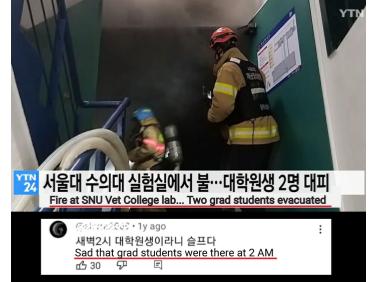 YTN
YTN
24
서울대 수의대 실험실에서 불…대학원생 2명 대피
Fire at SNU Vet College lab... Two grad students evacuated
• 1y ago
새벽2시 대학원생이라니 슬프다
Sad that grad students were there at 2 AM
30